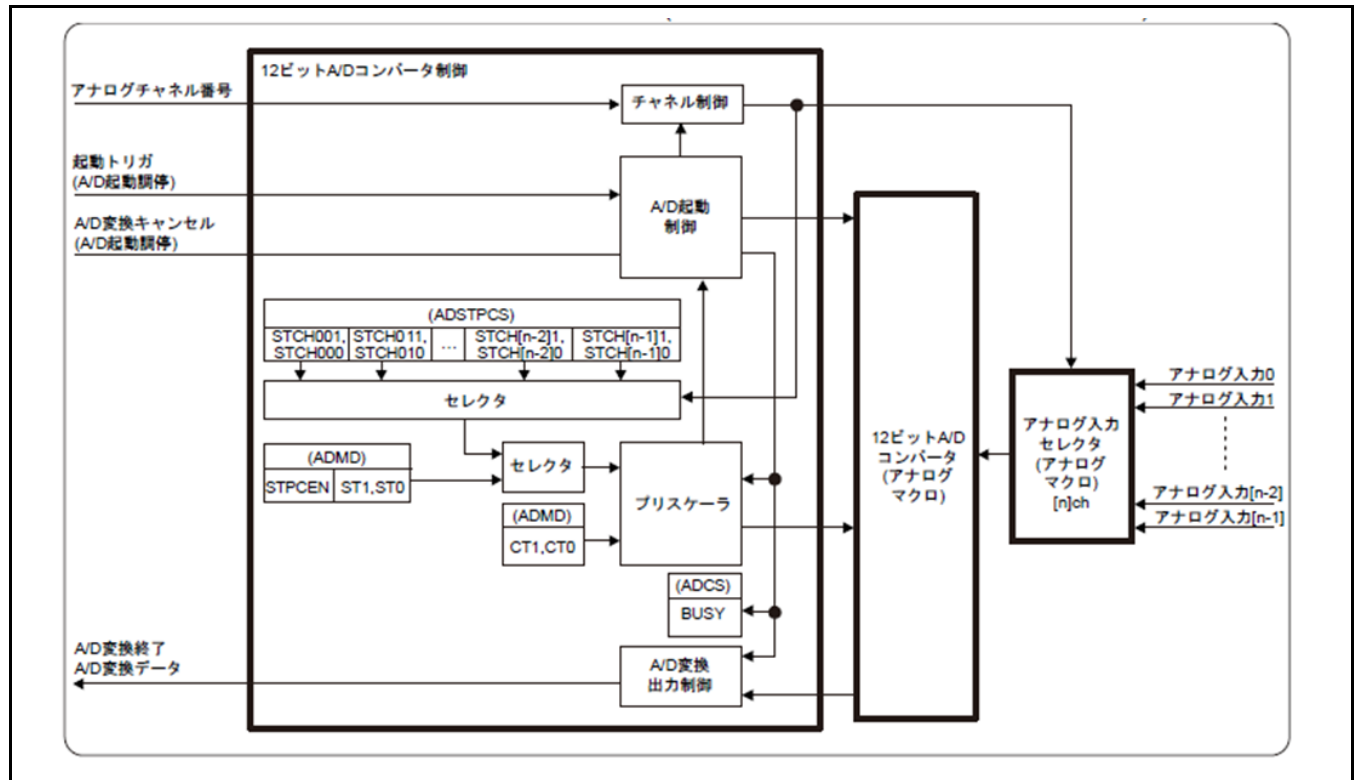 12ビットA/Dコンバータ制御
アナログチャネル番号
チャネル制御
起動トリガ
(A/D起動調停)
A/D変換キャンセル
(A/D起動調停)
A/D起動
制御
(ADSTPCS)
STCH001,
STCH000
STCH011,
STCH010
...
STCH[n-2]1,
STCH[n-2]0
STCH[n-1]1,
STCH[n-1]0
セレクタ
(ADMD)
STPCEN
ST1,ST0
セレクタ
(ADMD)
CT1,CT0
プリスケーラ
(ADCS)
BUSY
A/D変換終了
A/D変換データ
A/D変換
出力制御
12ビットA/D
コンバータ
(アナログ
マクロ)
アナログ入力
セレクタ
(アナログ
マクロ)
[n]ch
アナログ入力0
アナログ入力1
アナログ入力[n-2]
アナログ入力[n-1]